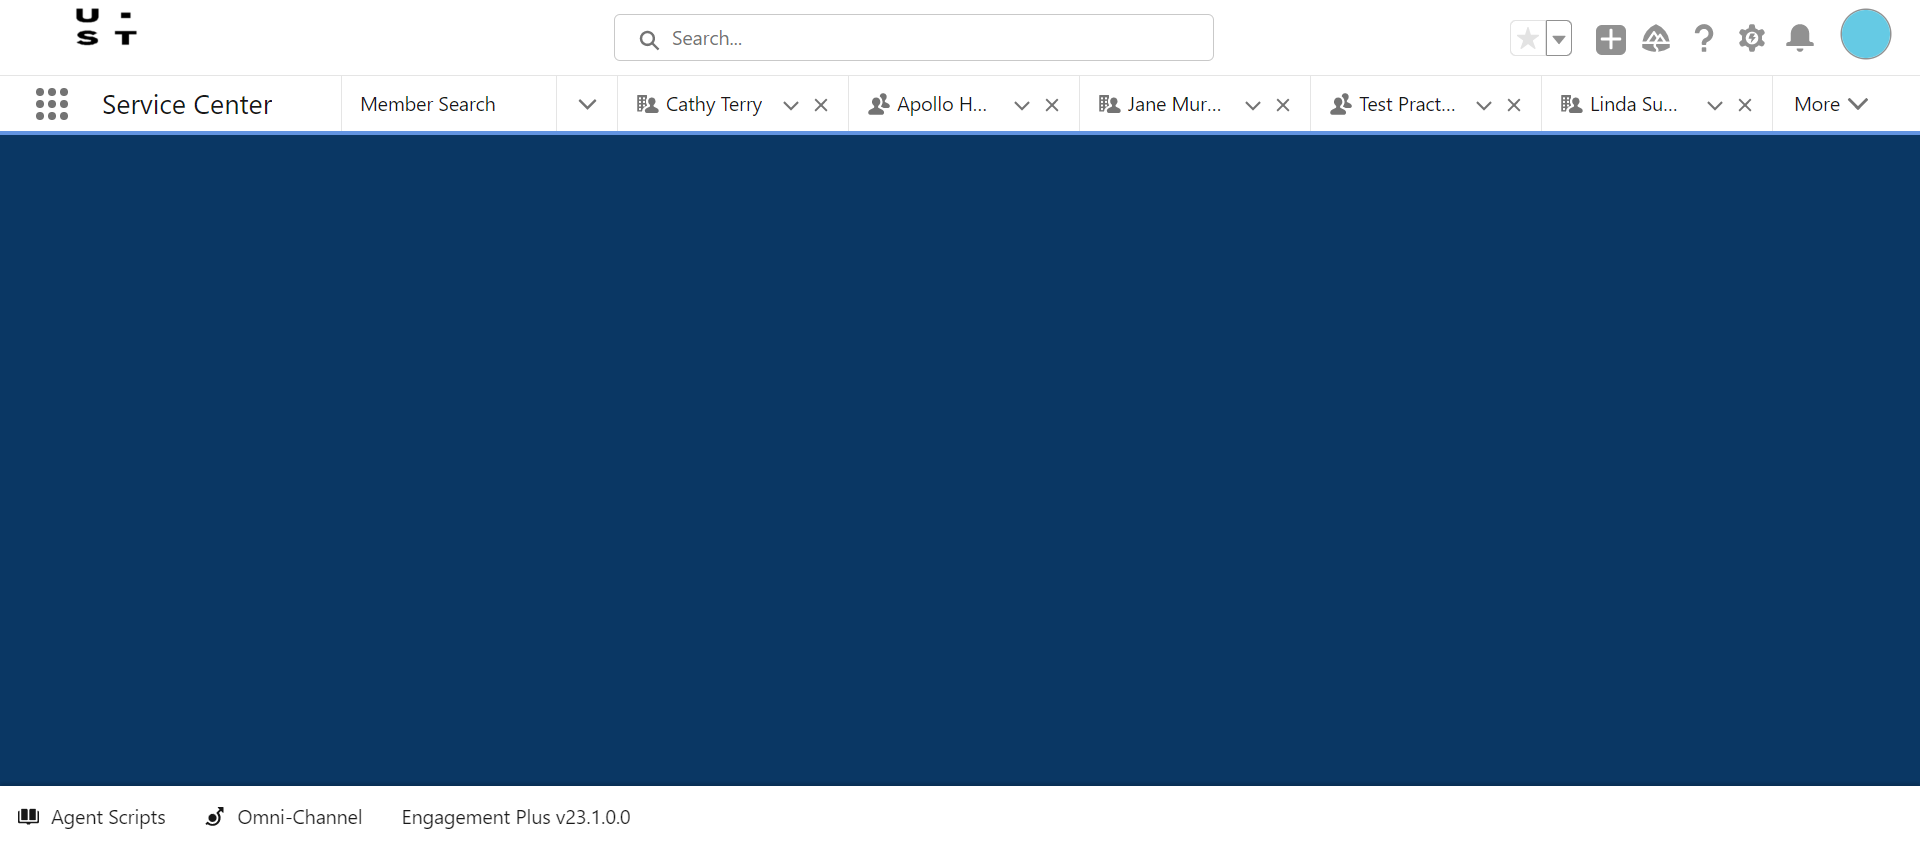 U -
S T
Search...
Service Center
Member Search
Cathy Terry
Apollo H...
Jane Mur...
Test Pract...
Linda Su...
More
Agent Scripts
Omni-Channel
Engagement Plus v23.1.0.0